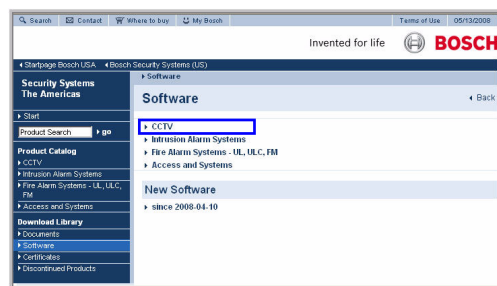 Search Contact Where to buy My Bosch Terms of Use 05/13/2008
Invented for life BOSCH
Startpage Bosch USA Bosch Security Systems (US)
Security Systems
The Americas
Start
Product Search go
Product Catalog
CCTV
Intrusion Alarm Systems
Fire Alarm Systems - UL, ULC,
FM
Access and Systems
Download Library
Documents
Software
Certificates
Discontinued Products
Software
Software Back
CCTV
Intrusion Alarm Systems
Fire Alarm Systems - UL, ULC, FM
Access and Systems
New Software
since 2008-04-10